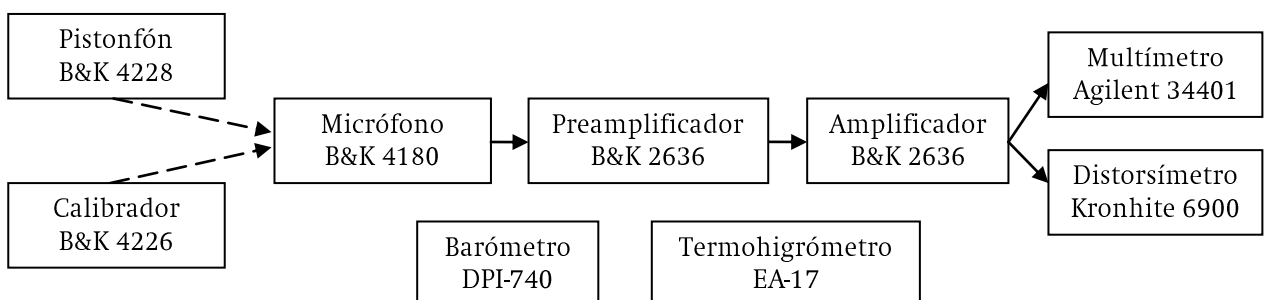 Pistonfón
B&K 4228
Calibrador
B&K 4226
Micrófono
B&K 4180
Preamplificador
B&K 2636
Amplificador
B&K 2636
Multímetro
Agilent 34401
Distorsímetro
Kronhite 6900
Barómetro
DPI-740
Termohigrómetro
EA-17